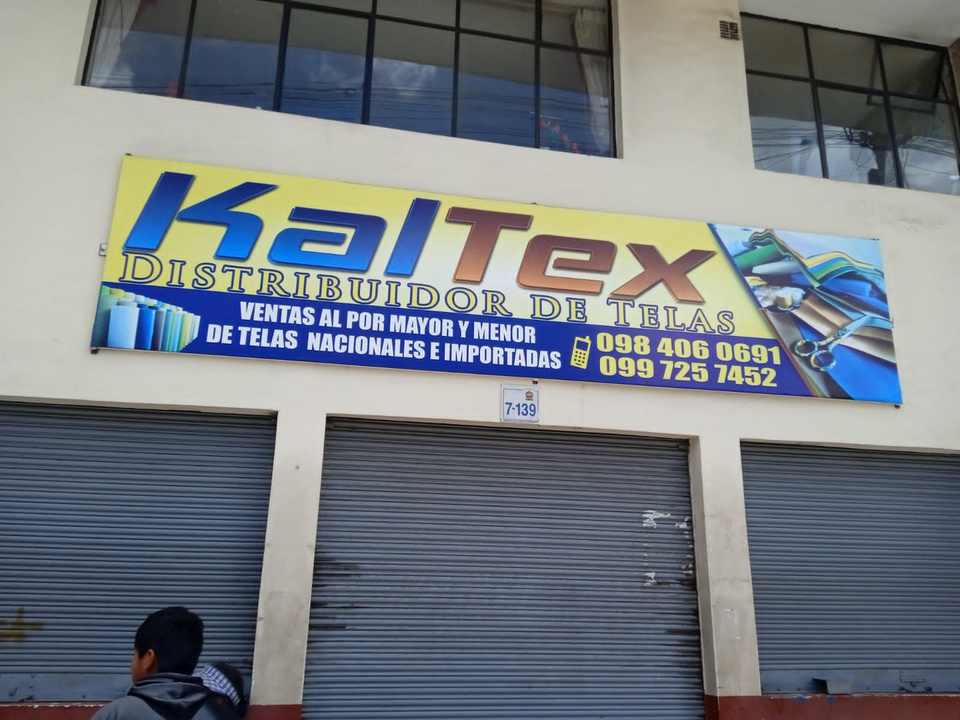 KalTex
DISTRIBUIDOR DE TELAS
VENTAS AL POR MAYOR Y MENOR
DE TELAS NACIONALES E IMPORTADAS
098 406 0691
099 725 7452
7-139